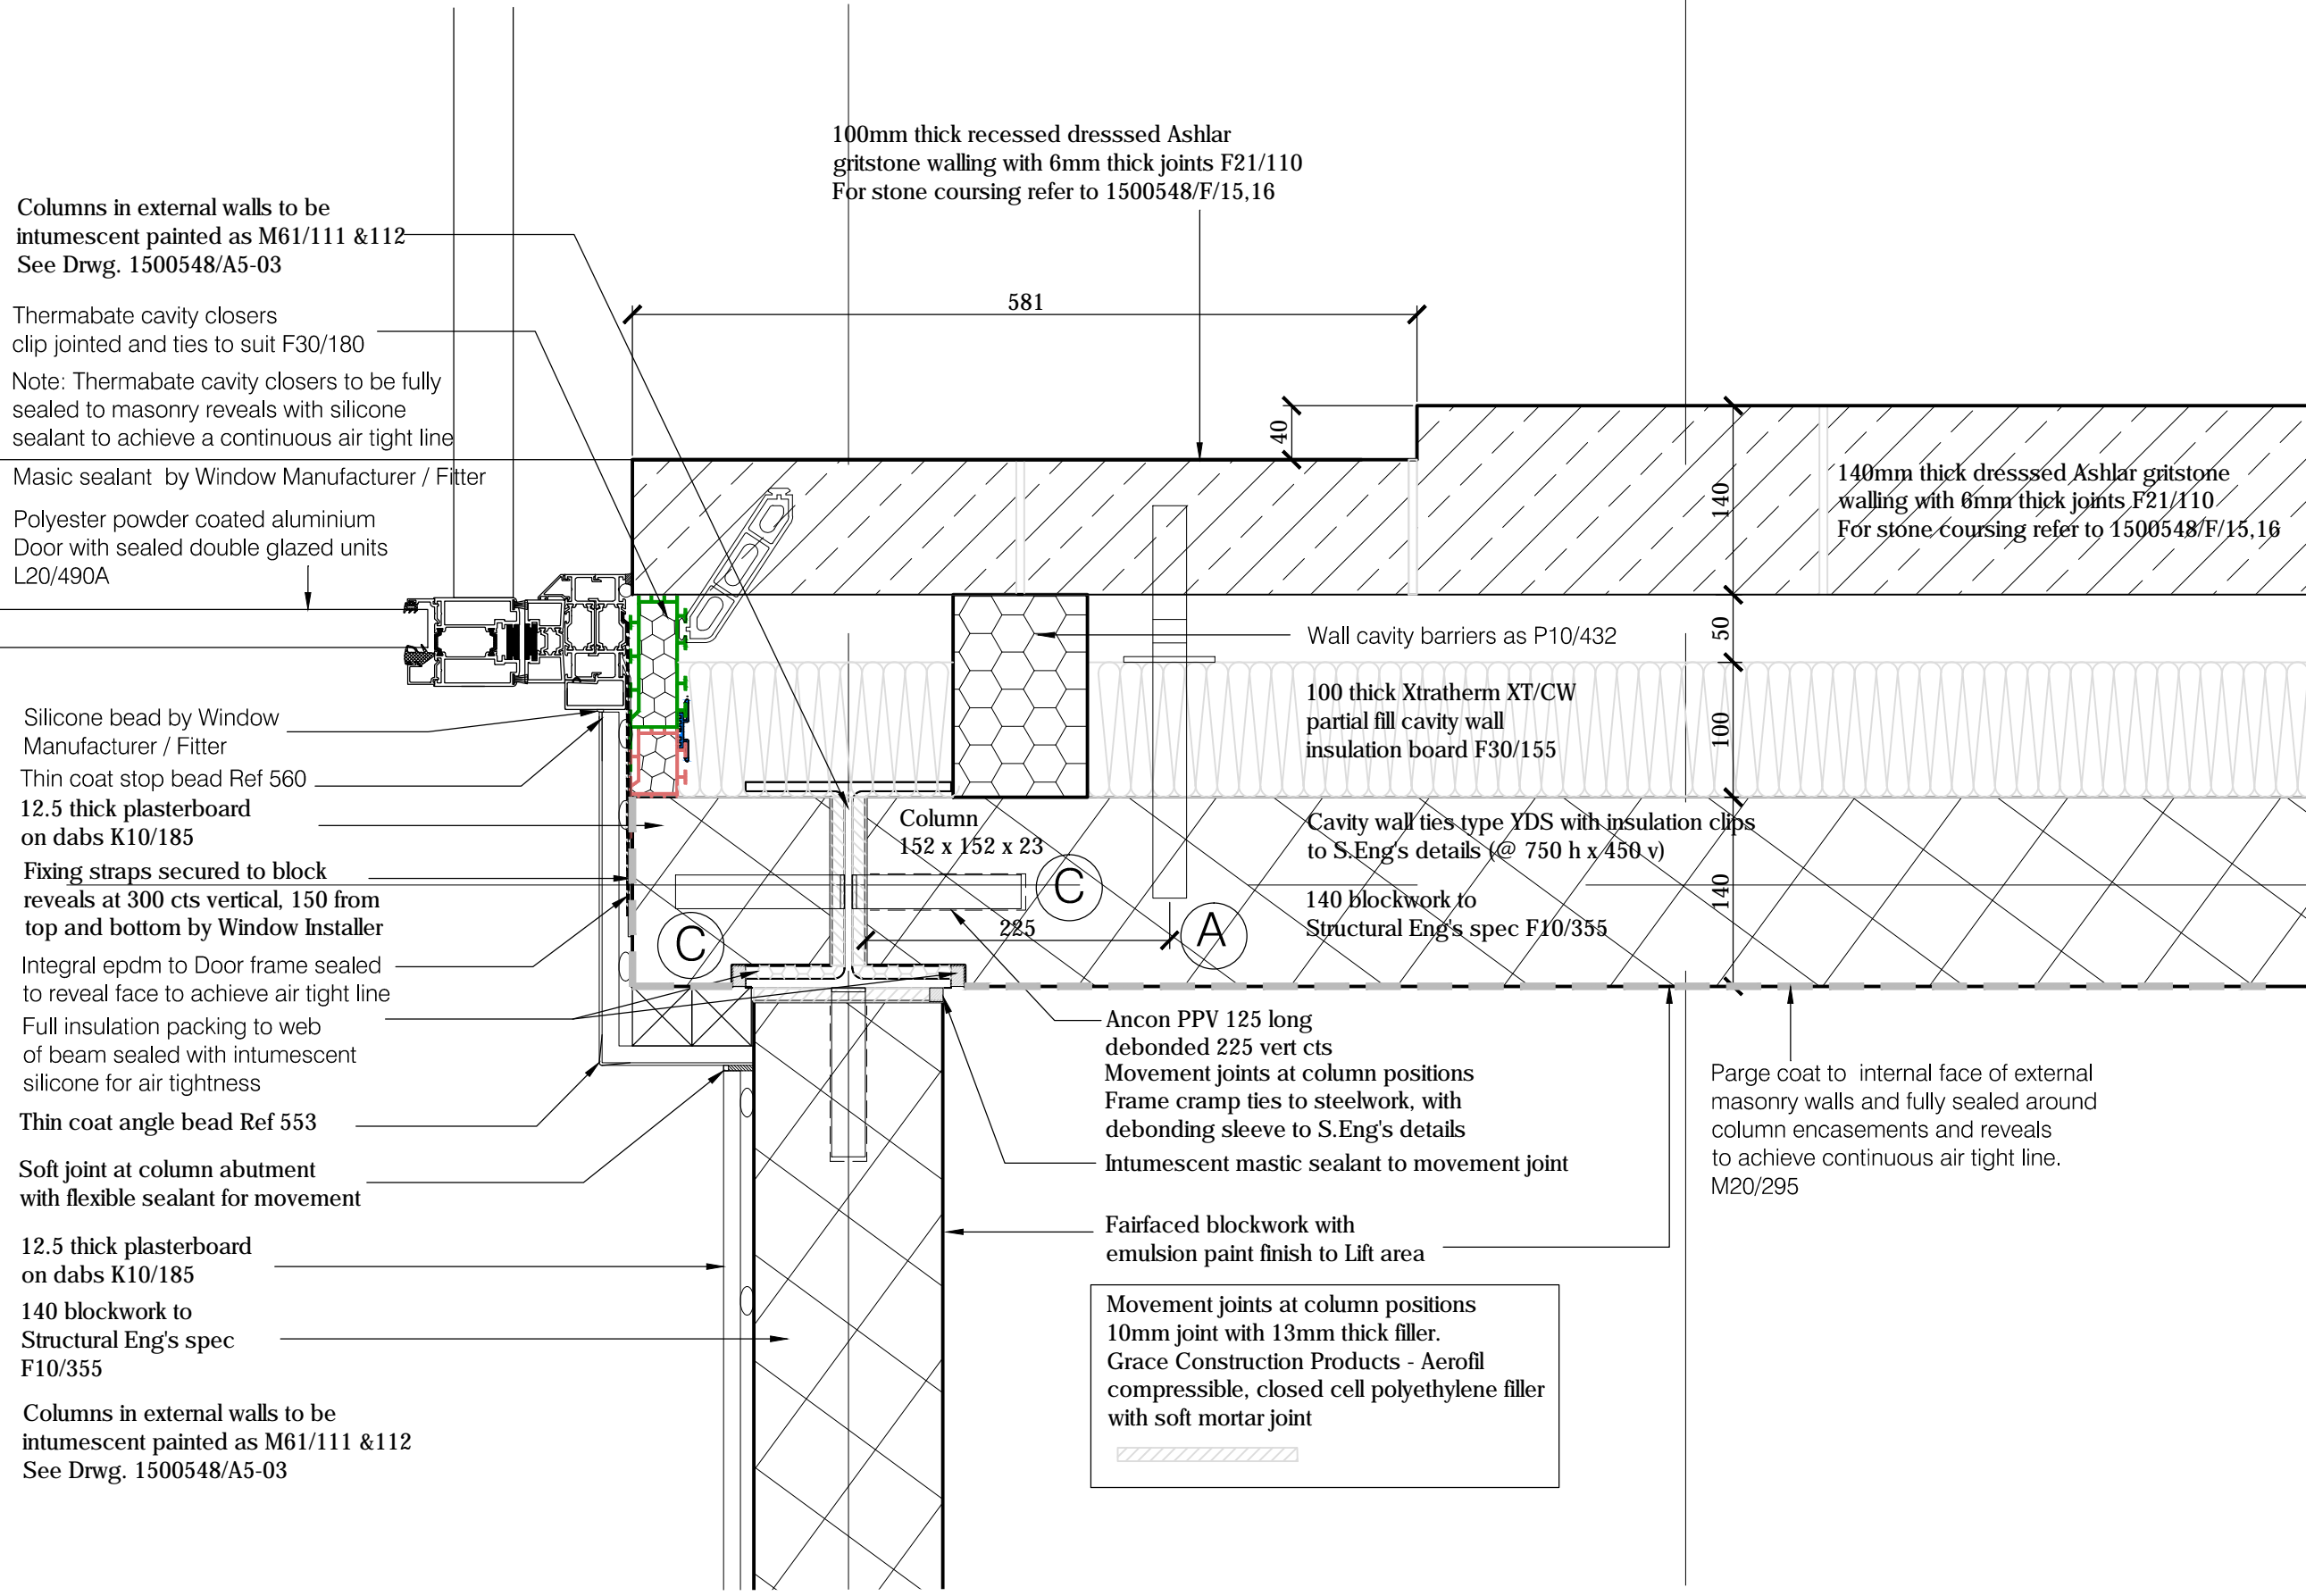 100mm thick recessed dresssed Ashlar
gritstone walling with 6mm thick joints F21/110
For stone coursing refer to 1500548/F/15,16
Columns in external walls to be
intumescent painted as M61/111 &112
See Drwg. 1500548/A5-03
Thermabate cavity closers
clip jointed and ties to suit F30/180
Note: Thermabate cavity closers to be fully
sealed to masonry reveals with silicone
sealant to achieve a continuous air tight line
Masic sealant by Window Manufacturer / Fitter
Polyester powder coated aluminium
Door with sealed double glazed units
L20/490A
581
40
140
140mm thick dresssed Ashlar gritstone
walling with 6mm thick joints F21/110
For stone coursing refer to 1500548/F/15,16
50
Wall cavity barriers as P10/432
100 thick Xtratherm XT/CW
partial fill cavity wall
insulation board F30/155
100
Silicone bead by Window
Manufacturer / Fitter
Thin coat stop bead Ref 560
12.5 thick plasterboard
on dabs K10/185
Fixing straps secured to block
reveals at 300 cts vertical, 150 from
top and bottom by Window Installer
Integral epdm to Door frame sealed
to reveal face to achieve air tight line
Full insulation packing to web
of beam sealed with intumescent
silicone for air tightness
Thin coat angle bead Ref 553
Soft joint at column abutment
with flexible sealant for movement
12.5 thick plasterboard
on dabs K10/185
140 blockwork to
Structural Eng's spec
F10/355
Columns in external walls to be
intumescent painted as M61/111 &112
See Drwg. 1500548/A5-03
Column
152 x 152 x 23
C
C
225
A
Cavity wall ties type YDS with insulation clips
to S.Eng's details (@ 750 h x 450 v)
140 blockwork to
Structural Eng's spec F10/355
140
Ancon PPV 125 long
debonded 225 vert cts
Movement joints at column positions
Frame cramp ties to steelwork, with
debonding sleeve to S.Eng's details
Intumescent mastic sealant to movement joint
Fairfaced blockwork with
emulsion paint finish to Lift area
Parge coat to internal face of external
masonry walls and fully sealed around
column encasements and reveals
to achieve continuous air tight line.
M20/295
Movement joints at column positions
10mm joint with 13mm thick filler.
Grace Construction Products - Aerofil
compressible, closed cell polyethylene filler
with soft mortar joint